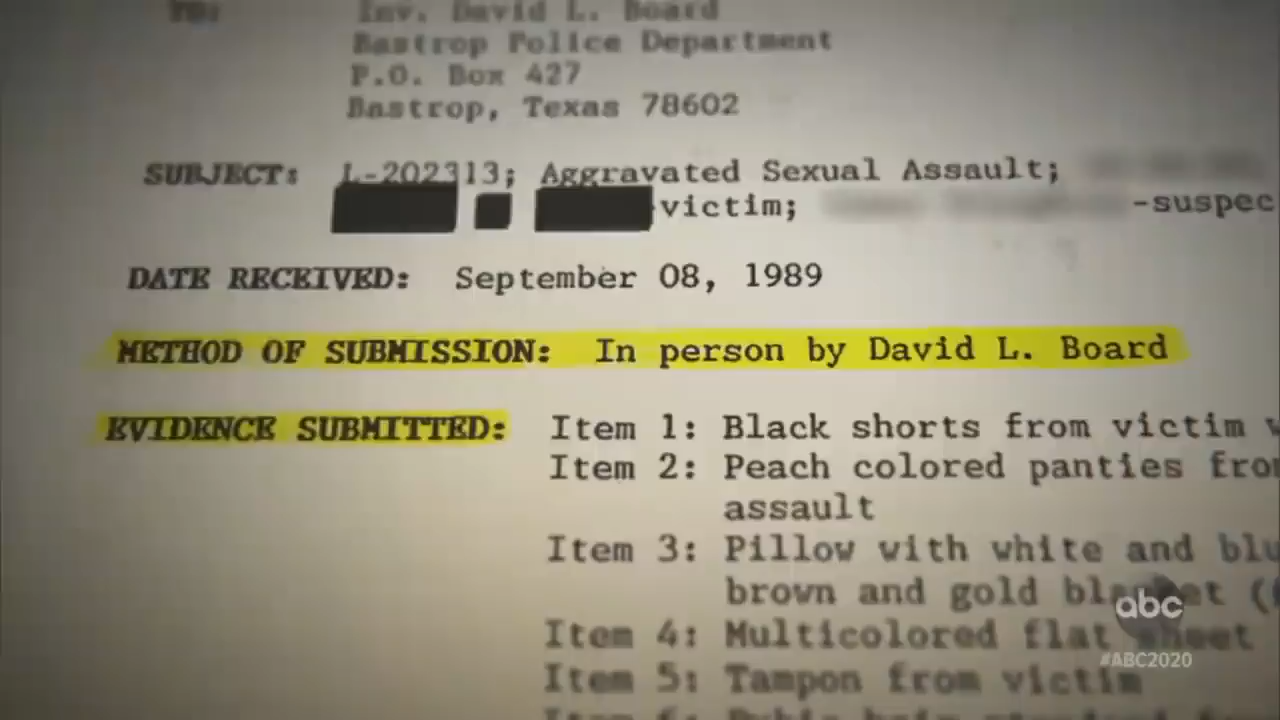 TO: Inv. David L. Board
Bastrop Police Department
P.O. Box 427
Bastrop, Texas 78602
SUBJECT: L-202313; Aggravated Sexual Assault;
victim; -suspec
DATE RECEIVED: September 08, 1989
METHOD OF SUBMISSION: In person by David L. Board
EVIDENCE SUBMITTED: Item 1: Black shorts from victim w
Item 2: Peach colored panties fro
assault
Item 3: Pillow with white and blu
brown and gold blanket (
Item 4: Multicolored flat sheet
Item 5: Tampon from victim
abc
#ABC2020